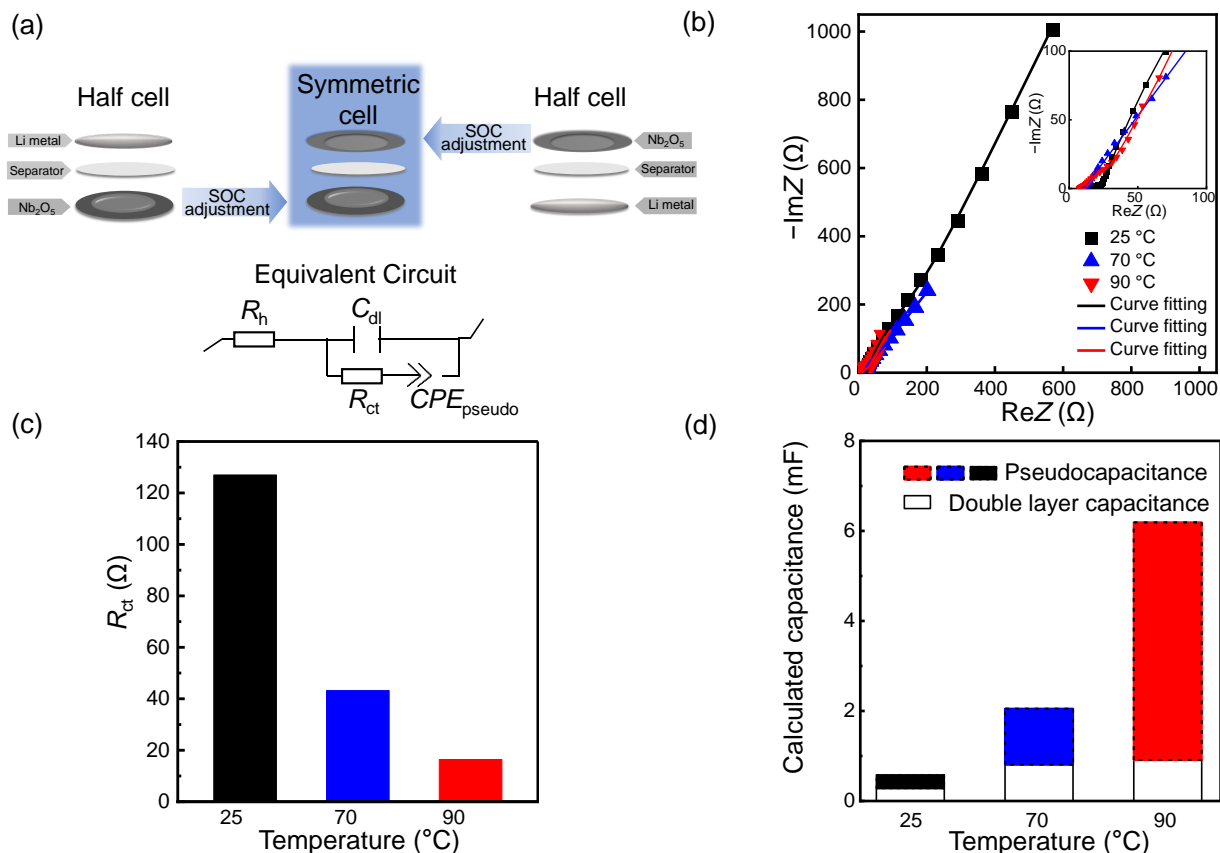 (a)
Half cell
Symmetric
cell
Half cell
Li metal
Separator
Nb₂O₅
SOC
adjustment
SOC
adjustment
Nb₂O₅
Separator
Li metal
Equivalent Circuit
Rh
Cdl
Rct
CPEpseudo
(b)
−ImZ (Ω)
1000
800
600
400
200
0
0 200 400 600 800 1000
ReZ (Ω)
−ImZ (Ω)
100
50
0
0 50 100
ReZ (Ω)
25 °C
70 °C
90 °C
Curve fitting
Curve fitting
Curve fitting
(c)
Rct (Ω)
140
120
100
80
60
40
20
0
25 70 90
Temperature (°C)
(d)
Calculated capacitance (mF)
8
6
4
2
0
Pseudocapacitance
Double layer capacitance
25 70 90
Temperature (°C)